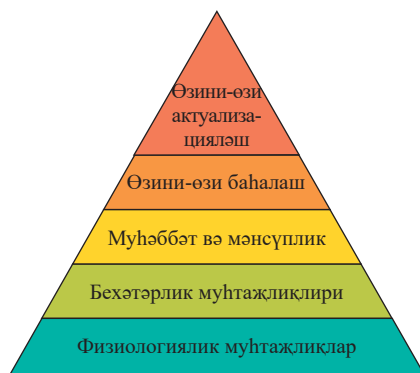 Өзини-өзи
актуализа-
цияләш
Өзини-өзи баһалаш
Муһәббәт вә мәнсүплик
Бехәтәрлик муһтаҗлиқлири
Физиологиялик муһтаҗлиқлар